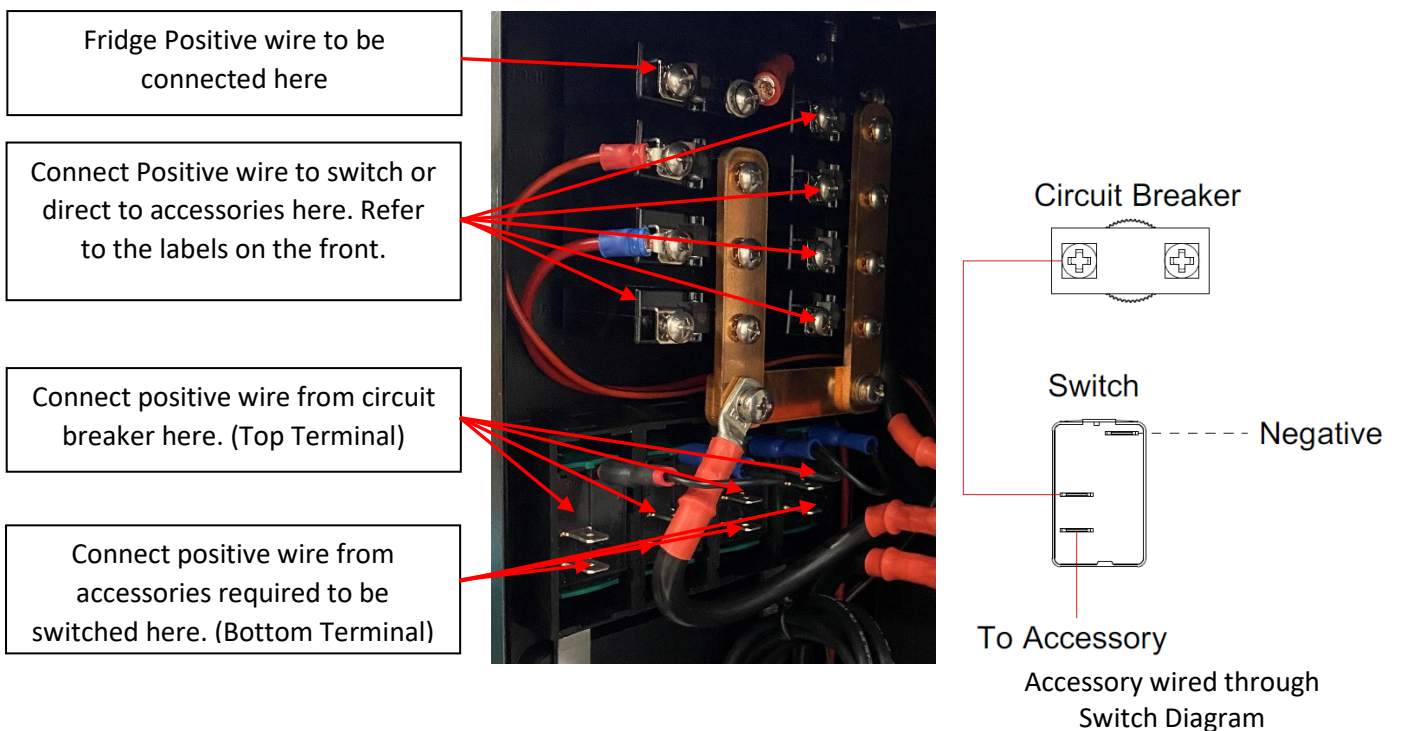 Fridge Positive wire to be
connected here
Connect Positive wire to switch or
direct to accessories here. Refer
to the labels on the front.
Connect positive wire from circuit
breaker here. (Top Terminal)
Connect positive wire from
accessories required to be
switched here. (Bottom Terminal)
Circuit Breaker
Switch
Negative
To Accessory
Accessory wired through
Switch Diagram